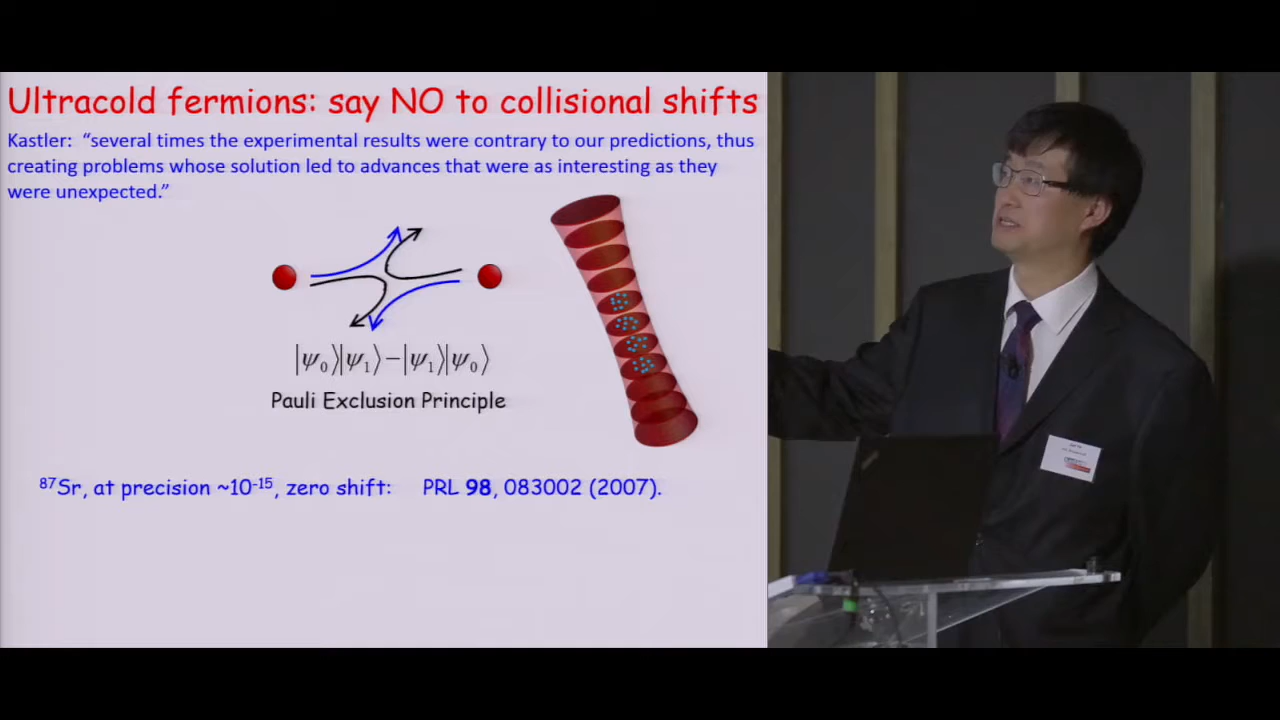 Ultracold fermions: say NO to collisional shifts
Kastler: “several times the experimental results were contrary to our predictions, thus
creating problems whose solution led to advances that were as interesting as they
were unexpected.”
|ψ₀⟩|ψ₁⟩−|ψ₁⟩|ψ₀⟩
Pauli Exclusion Principle
⁸⁷Sr, at precision ~10⁻¹⁵, zero shift: PRL 98, 083002 (2007).